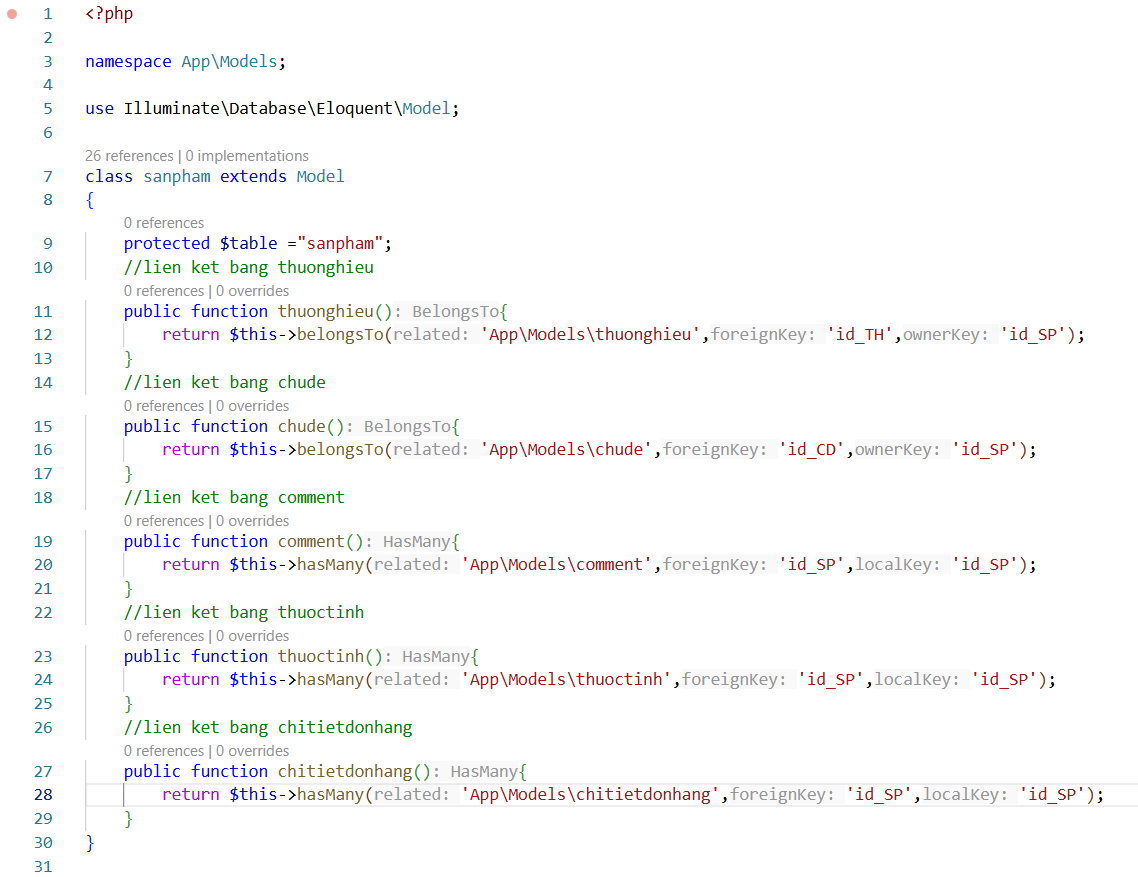 1 <?php
2
3 namespace App\Models;
4
5 use Illuminate\Database\Eloquent\Model;
6
26 references | 0 implementations
7 class sanpham extends Model
8 {
0 references
9 protected $table ="sanpham";
10 //lien ket bang thuonghieu
0 references | 0 overrides
11 public function thuonghieu(): BelongsTo{
12 return $this->belongsTo(related: 'App\Models\thuonghieu',foreignKey: 'id_TH',ownerKey: 'id_SP');
13 }
14 //lien ket bang chude
0 references | 0 overrides
15 public function chude(): BelongsTo{
16 return $this->belongsTo(related: 'App\Models\chude',foreignKey: 'id_CD',ownerKey: 'id_SP');
17 }
18 //lien ket bang comment
0 references | 0 overrides
19 public function comment(): HasMany{
20 return $this->hasMany(related: 'App\Models\comment',foreignKey: 'id_SP',localKey: 'id_SP');
21 }
22 //lien ket bang thuoctinh
0 references | 0 overrides
23 public function thuoctinh(): HasMany{
24 return $this->hasMany(related: 'App\Models\thuoctinh',foreignKey: 'id_SP',localKey: 'id_SP');
25 }
26 //lien ket bang chitietdonhang
0 references | 0 overrides
27 public function chitietdonhang(): HasMany{
28 return $this->hasMany(related: 'App\Models\chitietdonhang',foreignKey: 'id_SP',localKey: 'id_SP');
29 }
30 }
31